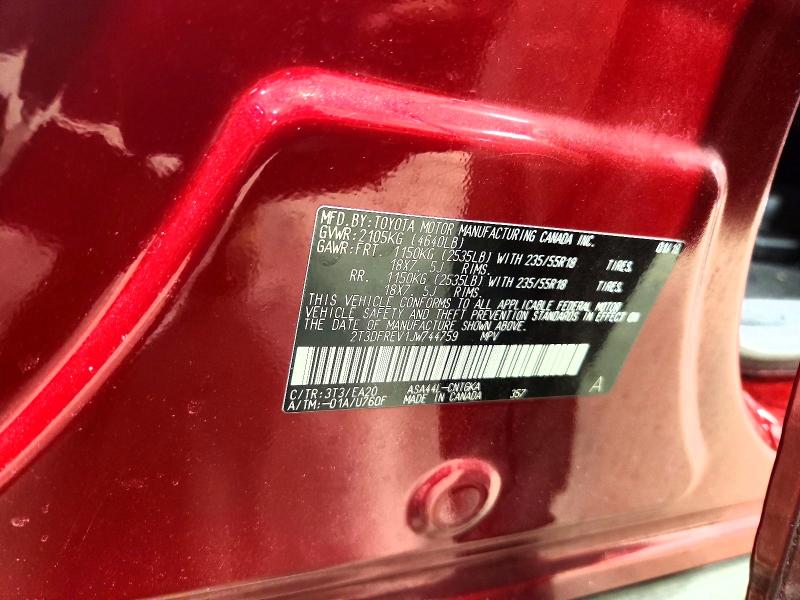 MFD. BY: TOYOTA MOTOR MANUFACTURING CANADA INC.
GVWR: 2105KG (4640LB)
GAWR: FRT. 1150KG (2535LB) WITH 235/55R18 TIRES
18X7.5J RIMS.
RR. 1150KG (2535LB) WITH 235/55R18 TIRES
18X7.5J RIMS.
THIS VEHICLE CONFORMS TO ALL APPLICABLE FEDERAL MOTOR
VEHICLE SAFETY AND THEFT PREVENTION STANDARDS IN EFFECT ON
THE DATE OF MANUFACTURE SHOWN ABOVE.
2T3DFREV1JW744759 MPV
C/TR: 3T3/EA20 ASA44L-CNTGKA 357 A
A/TM: -01A/U760F MADE IN CANADA